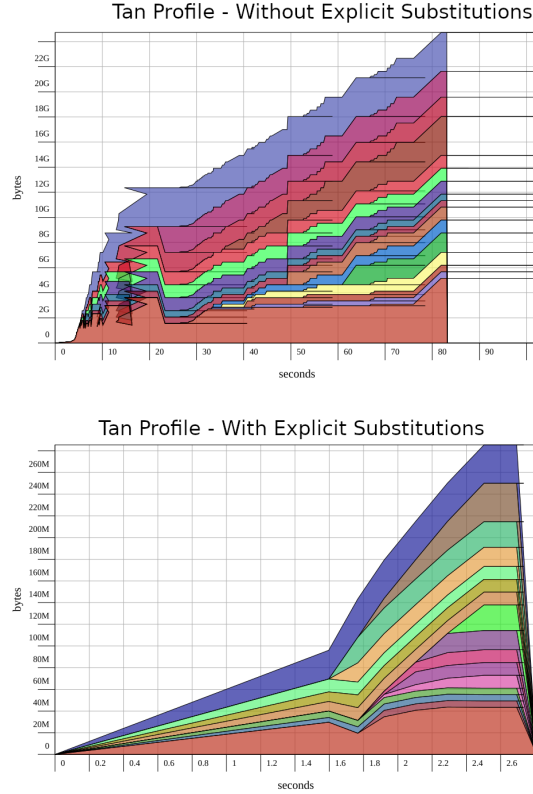 Tan Profile - Without Explicit Substitutions
22G
20G
18G
16G
14G
12G
10G
8G
6G
4G
2G
0
bytes
0 10 20 30 40 50 60 70 80 90
seconds
Tan Profile - With Explicit Substitutions
260M
240M
220M
200M
180M
160M
140M
120M
100M
80M
60M
40M
20M
0
bytes
0 0.2 0.4 0.6 0.8 1 1.2 1.4 1.6 1.8 2 2.2 2.4 2.6
seconds